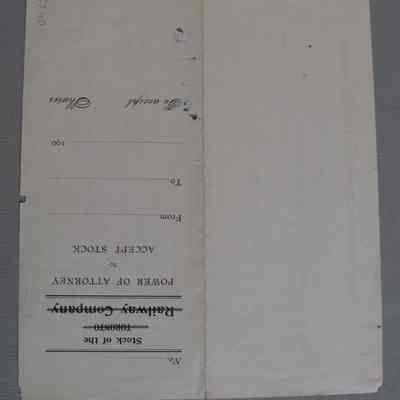 No.
Stock of the
TORONTO
Railway Company
POWER OF ATTORNEY
TO
ACCEPT STOCK
From
To
190
To accept Shares